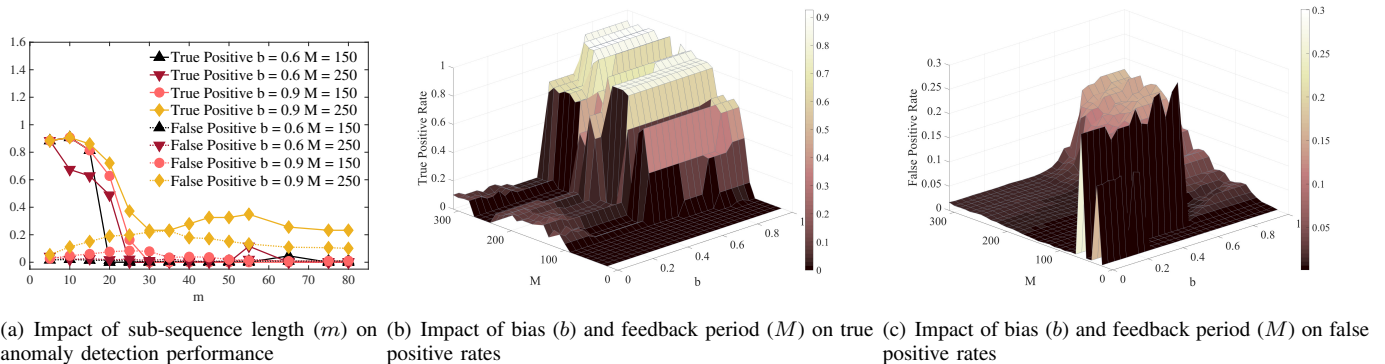 1.6
1.4
1.2
1
0.8
0.6
0.4
0.2
0
0 10 20 30 40 50 60 70 80
m
True Positive b = 0.6 M = 150
True Positive b = 0.6 M = 250
True Positive b = 0.9 M = 150
True Positive b = 0.9 M = 250
False Positive b = 0.6 M = 150
False Positive b = 0.6 M = 250
False Positive b = 0.9 M = 150
False Positive b = 0.9 M = 250
(a) Impact of sub-sequence length (m) on
anomaly detection performance
True Positive Rate
1
0.8
0.6
0.4
0.2
0
300
200
100
0
M
0
0.2
0.4
0.6
0.8
1
b
0.9
0.8
0.7
0.6
0.5
0.4
0.3
0.2
0.1
0
(b) Impact of bias (b) and feedback period (M) on true
positive rates
False Positive Rate
0.3
0.25
0.2
0.15
0.1
0.05
0
300
200
100
0
M
0
0.2
0.4
0.6
0.8
1
b
0.3
0.25
0.2
0.15
0.1
0.05
(c) Impact of bias (b) and feedback period (M) on false
positive rates